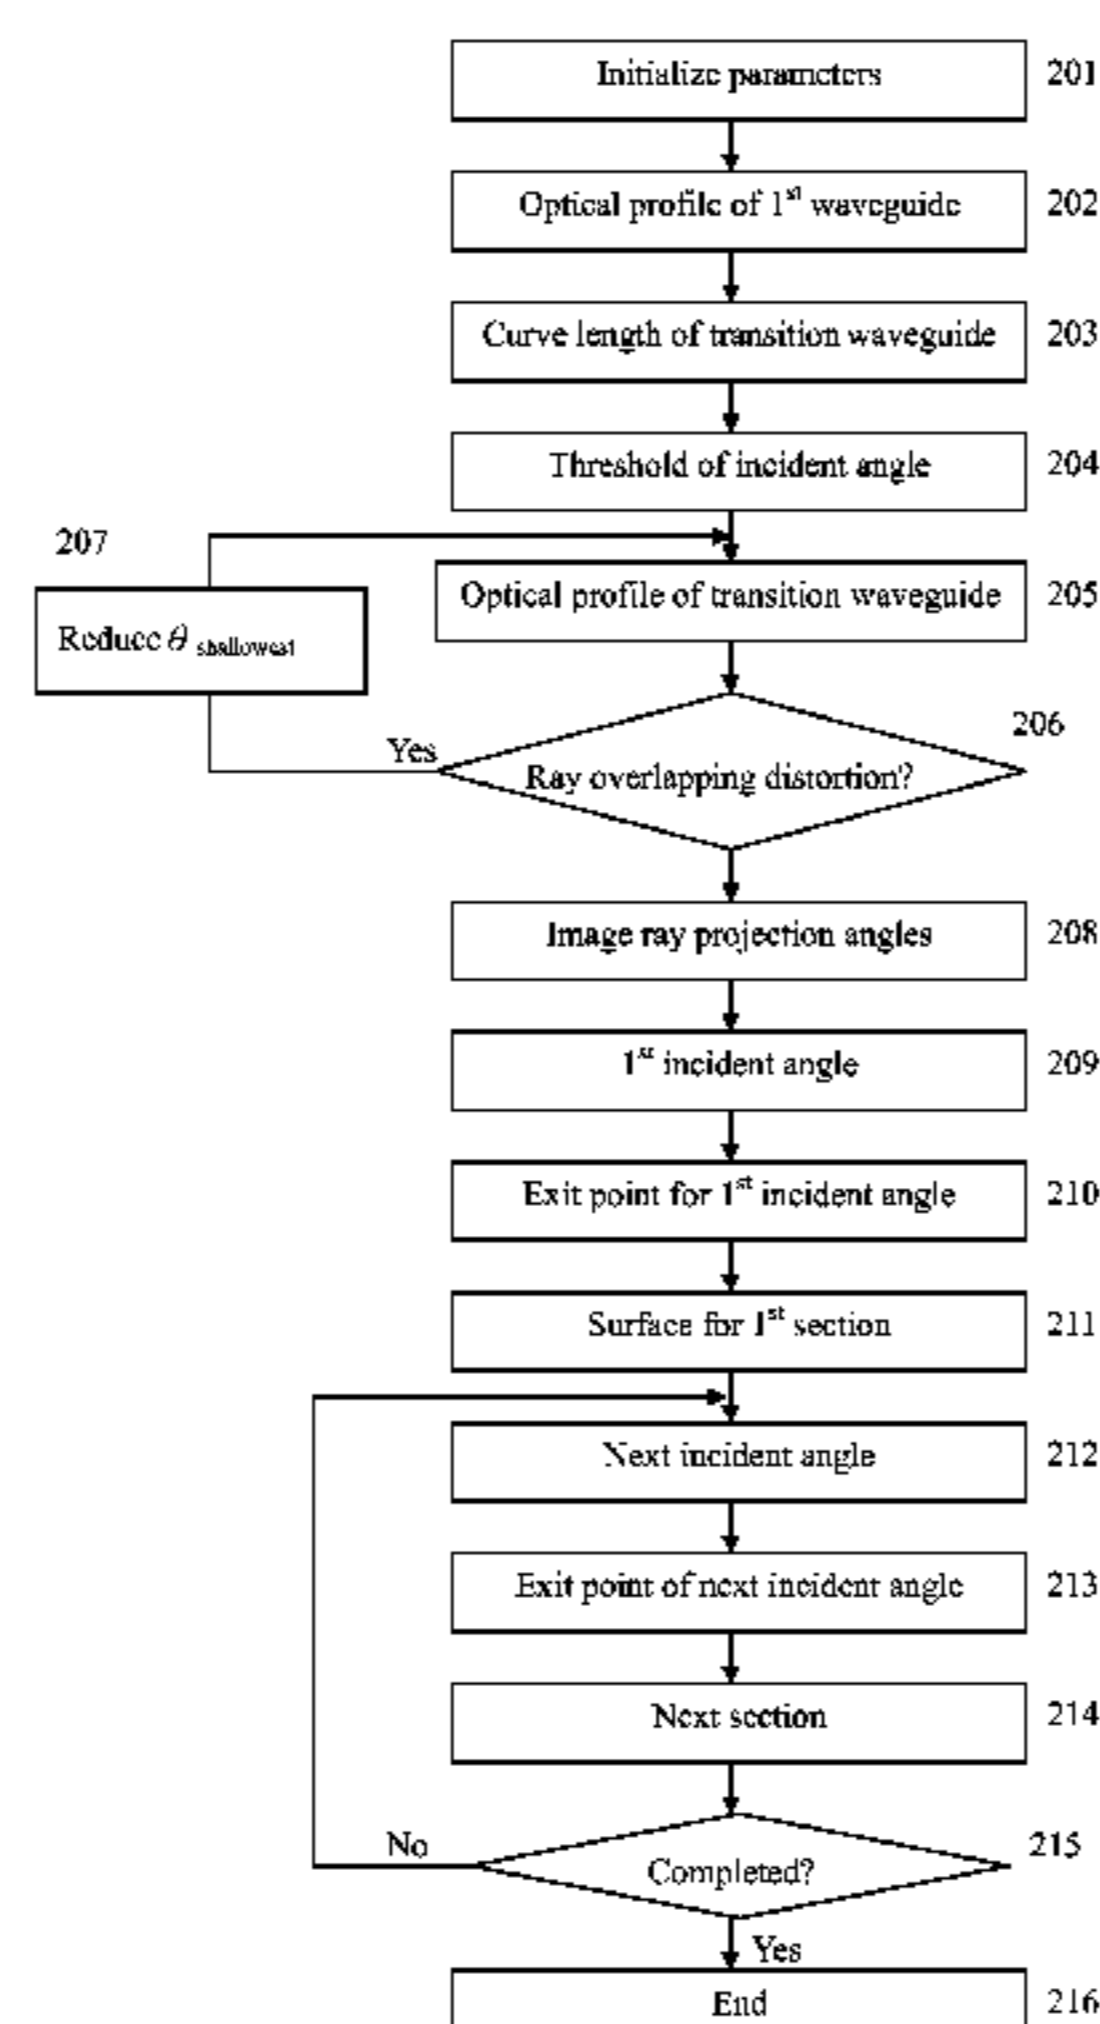 Initialize parameters 201
Optical profile of 1st waveguide 202
Curve length of transition waveguide 203
Threshold of incident angle 204
207
Optical profile of transition waveguide 205
Reduce θ shallowest
206
Yes
Ray overlapping distortion?
Image ray projection angles 208
1st incident angle 209
Exit point for 1st incident angle 210
Surface for 1st section 211
Next incident angle 212
Exit point of next incident angle 213
Next section 214
No
215
Completed?
Yes
End 216